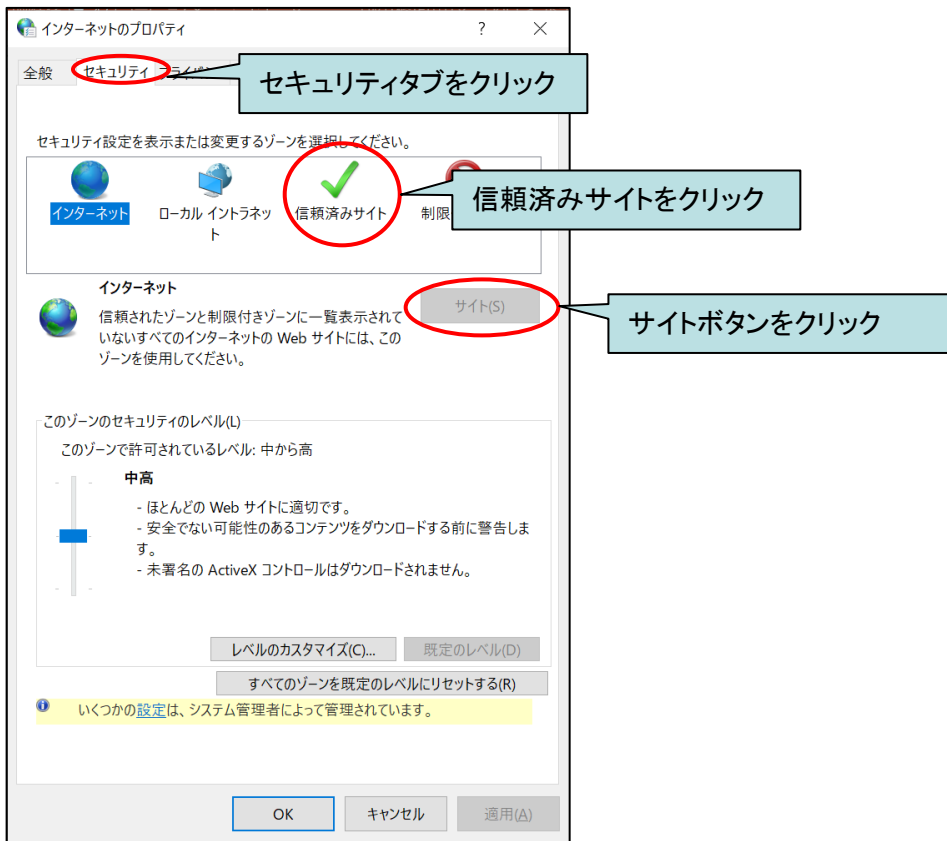 インターネットのプロパティ
?
全般
セキュリティ
セキュリティタブをクリック
セキュリティ設定を表示または変更するゾーンを選択してください。
インターネット
ローカル イントラネッ
ト
信頼済みサイト
制限
信頼済みサイトをクリック
インターネット
サイト(S)
信頼されたゾーンと制限付きゾーンに一覧表示されて
いないすべてのインターネットの Web サイトには、この
ゾーンを使用してください。
サイトボタンをクリック
このゾーンのセキュリティのレベル(L)
このゾーンで許可されているレベル: 中から高
中高
- ほとんどの Web サイトに適切です。
- 安全でない可能性のあるコンテンツをダウンロードする前に警告しま
す。
- 未署名の ActiveX コントロールはダウンロードされません。
レベルのカスタマイズ(C)...
既定のレベル(D)
すべてのゾーンを既定のレベルにリセットする(R)
いくつかの設定は、システム管理者によって管理されています。
OK
キャンセル
適用(A)